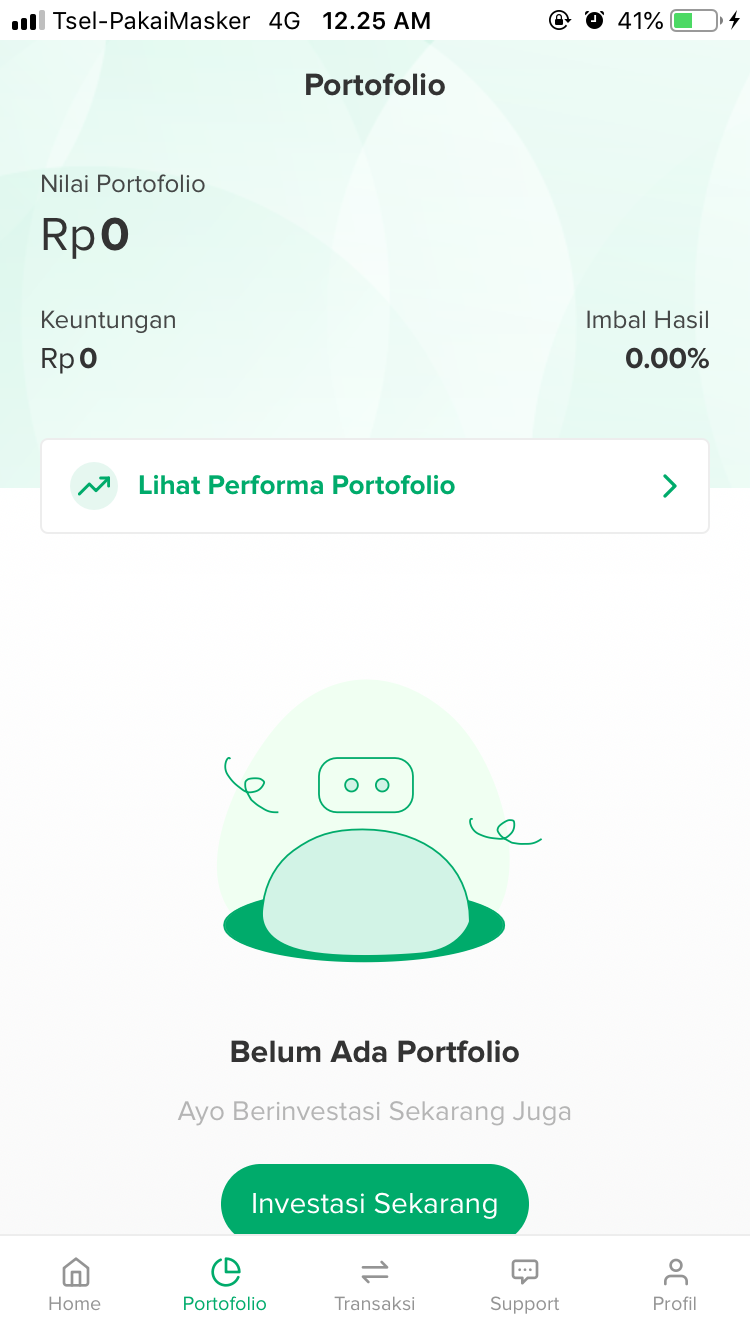 Tsel-PakaiMasker 4G 12.25 AM 41%
Portofolio
Nilai Portofolio
Rp0
Keuntungan Imbal Hasil
Rp0 0.00%
Lihat Performa Portofolio
Belum Ada Portfolio
Ayo Berinvestasi Sekarang Juga
Investasi Sekarang
Home Portofolio Transaksi Support Profil